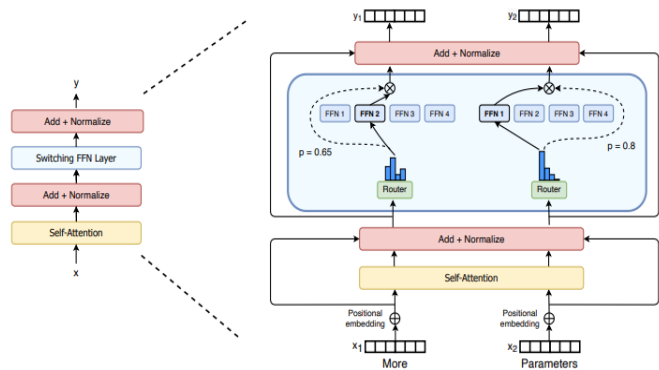 y
Add + Normalize
Switching FFN Layer
Add + Normalize
Self-Attention
x
y1 y2
Add + Normalize
FFN 1 FFN 2 FFN 3 FFN 4 FFN 1 FFN 2 FFN 3 FFN 4
p = 0.65 p = 0.8
Router Router
Add + Normalize
Self-Attention
Positional Positional
embedding embedding
x1 x2
More Parameters